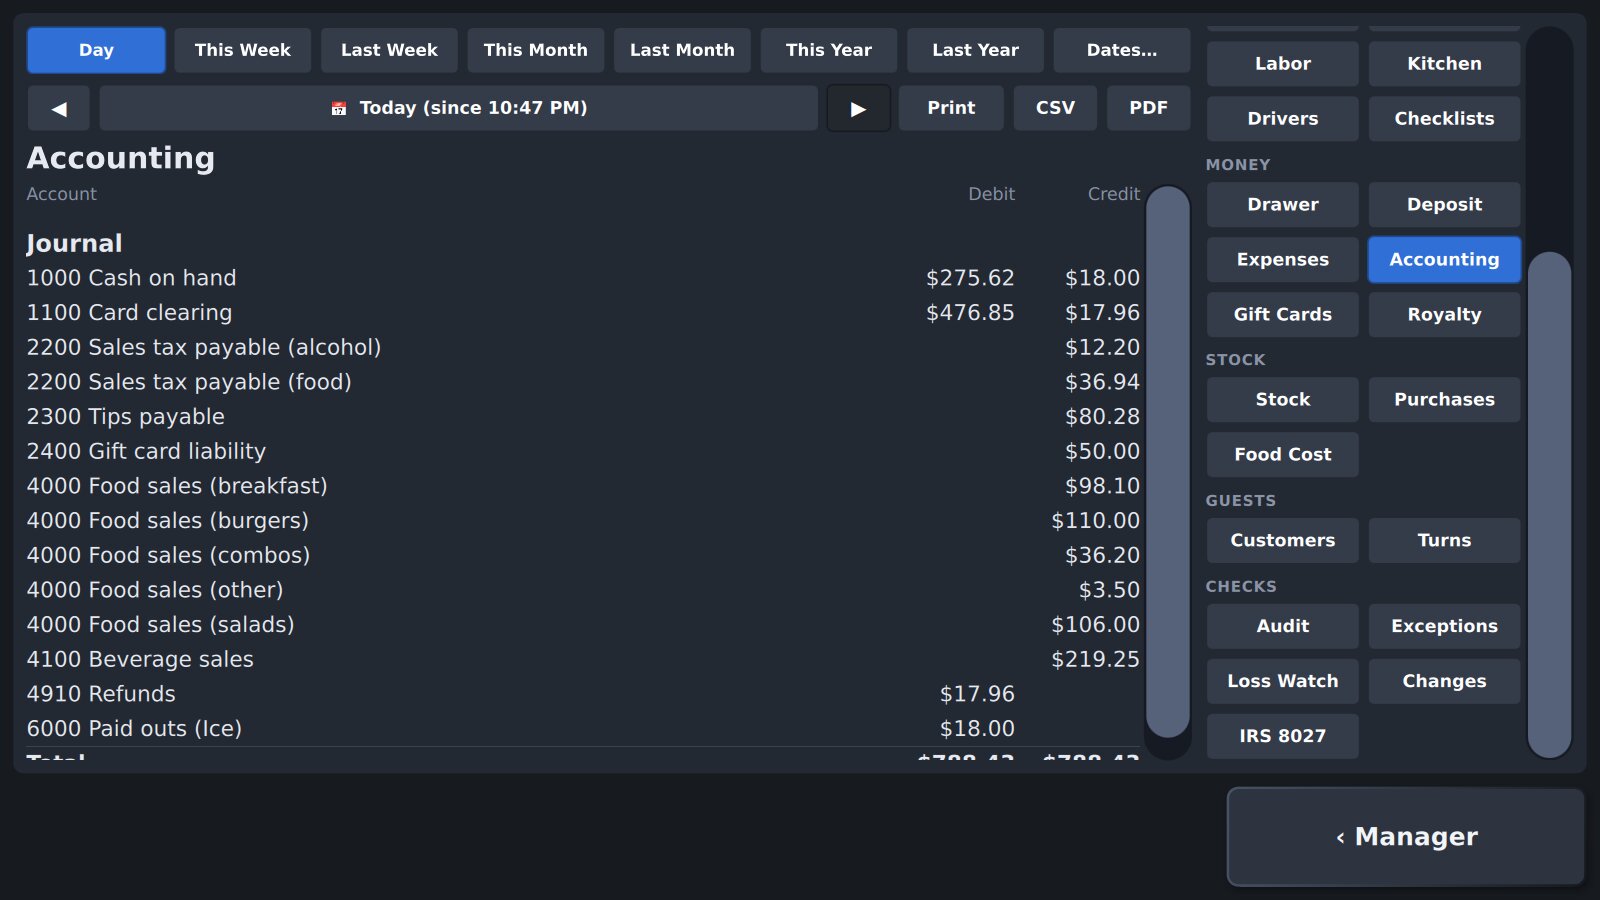 Day This Week Last Week This Month Last Month This Year Last Year Dates...
◀ Today (since 10:47 PM) ▶ Print CSV PDF
Accounting
Account Debit Credit
Journal
1000 Cash on hand $275.62 $18.00
1100 Card clearing $476.85 $17.96
2200 Sales tax payable (alcohol) $12.20
2200 Sales tax payable (food) $36.94
2300 Tips payable $80.28
2400 Gift card liability $50.00
4000 Food sales (breakfast) $98.10
4000 Food sales (burgers) $110.00
4000 Food sales (combos) $36.20
4000 Food sales (other) $3.50
4000 Food sales (salads) $106.00
4100 Beverage sales $219.25
4910 Refunds $17.96
6000 Paid outs (Ice) $18.00
Total $788.43 $788.43
Labor Kitchen
Drivers Checklists
MONEY
Drawer Deposit
Expenses Accounting
Gift Cards Royalty
STOCK
Stock Purchases
Food Cost
GUESTS
Customers Turns
CHECKS
Audit Exceptions
Loss Watch Changes
IRS 8027
‹ Manager